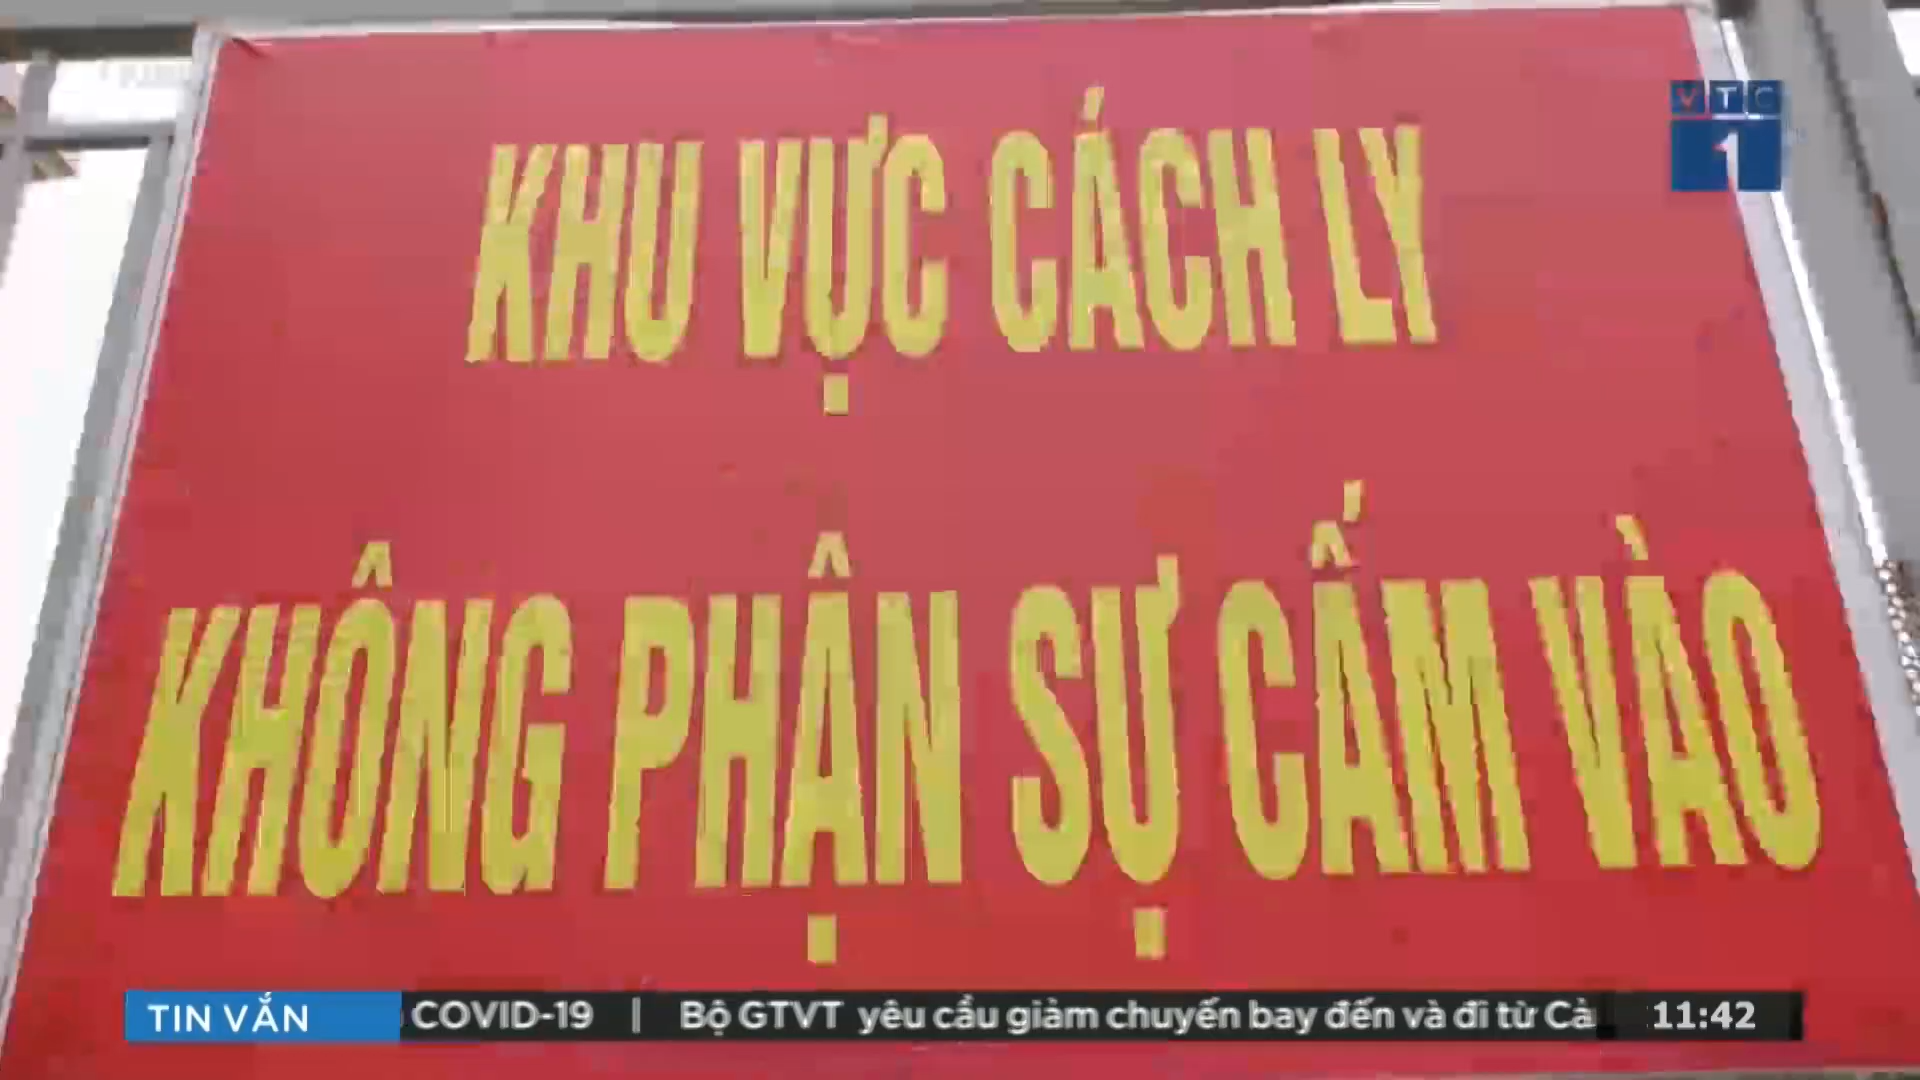 VTC
1
KHU VỰC CÁCH LY
KHÔNG PHẬN SỰ CẤM VÀO
TIN VẮN
COVID-19 | Bộ GTVT yêu cầu giảm chuyến bay đến và đi từ Cả
11:42